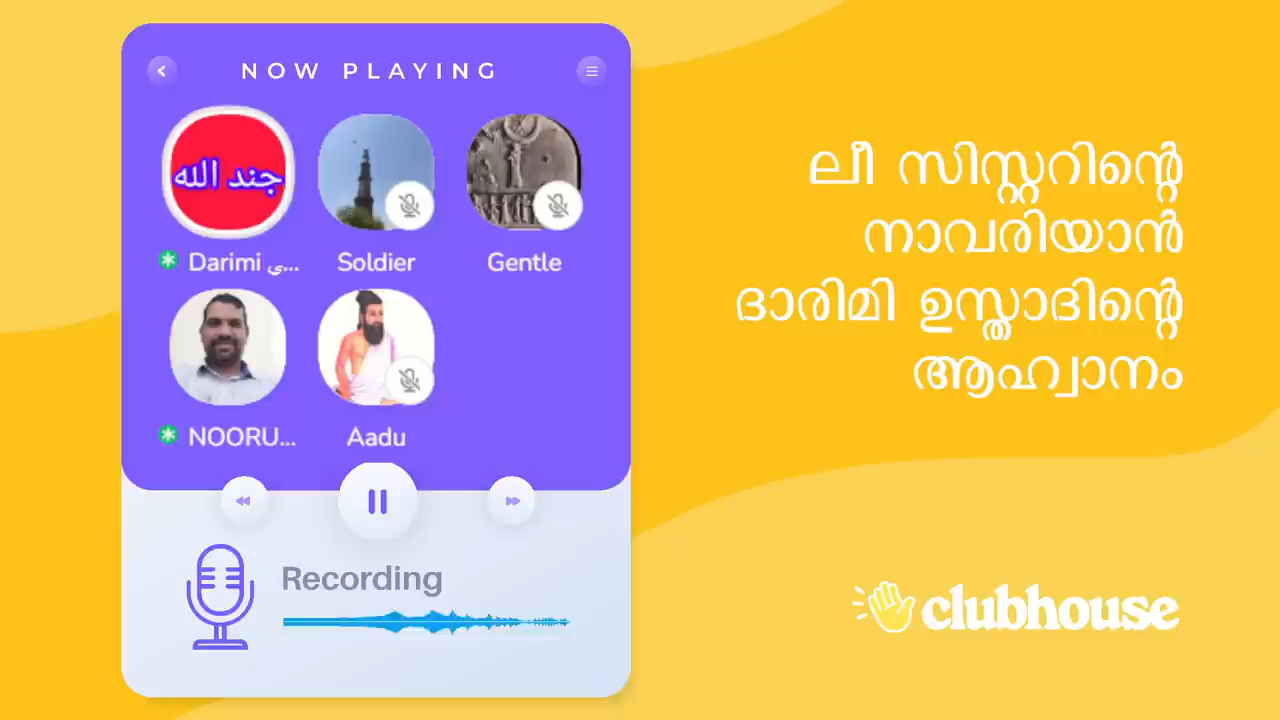 NOW PLAYING
جند الله
Darimi ي...
Soldier
Gentle
NOORU...
Aadu
Recording
ലീ സിസ്റ്ററിന്റെ
നാവരിയാൻ
ദാരിമി ഉസ്താദിന്റെ
ആഹ്വാനം
clubhouse